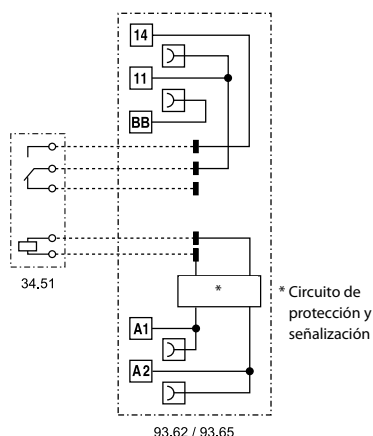 14
11
BB
34.51
*
* Circuito de
protección y
señalización
A1
A2
93.62 / 93.65